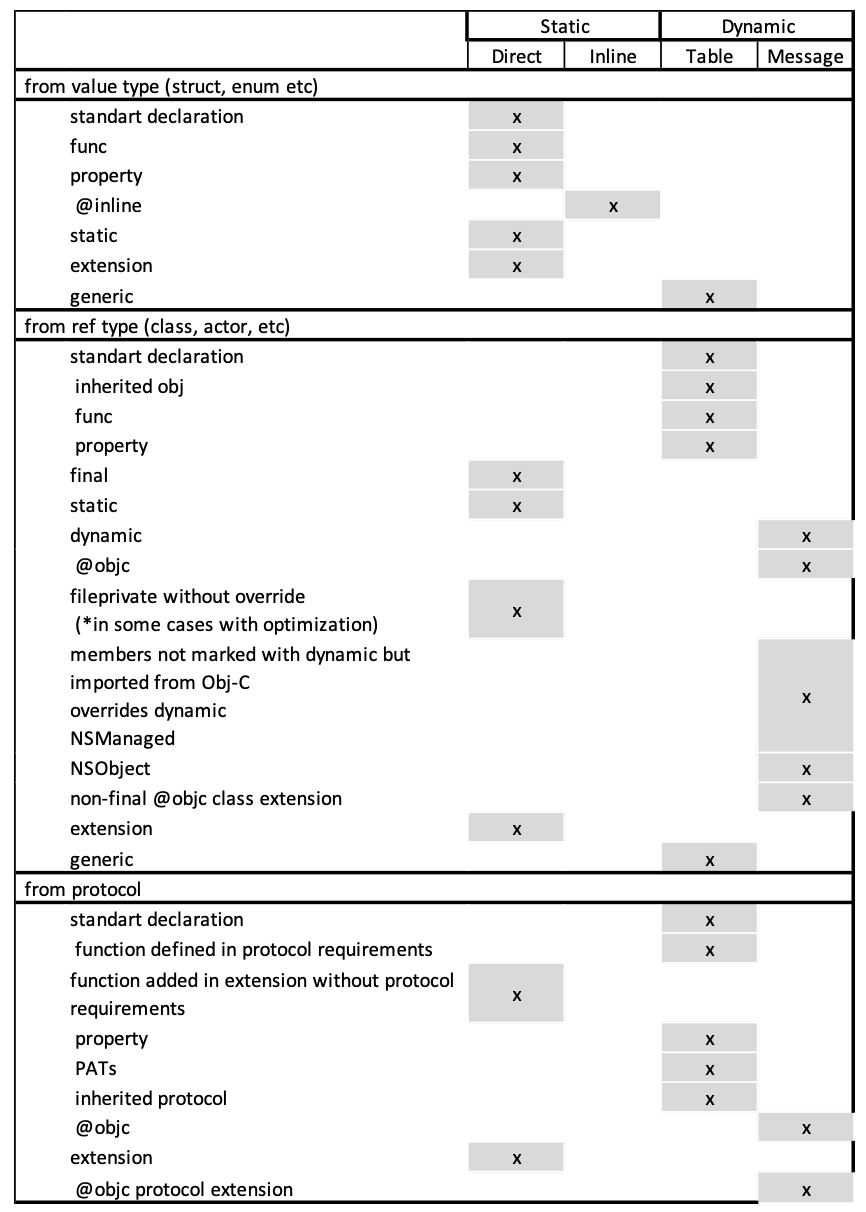 Static Dynamic
Direct Inline Table Message
from value type (struct, enum etc)
standart declaration x
func x
property x
@inline x
static x
extension x
generic x
from ref type (class, actor, etc)
standart declaration x
inherited obj x
func x
property x
final x
static x
dynamic x
@objc x
fileprivate without override
(*in some cases with optimization) x
members not marked with dynamic but
imported from Obj-C
overrides dynamic x
NSManaged
NSObject x
non-final @objc class extension x
extension x
generic x
from protocol
standart declaration x
function defined in protocol requirements x
function added in extension without protocol
requirements x
property x
PATs x
inherited protocol x
@objc x
extension x
@objc protocol extension x